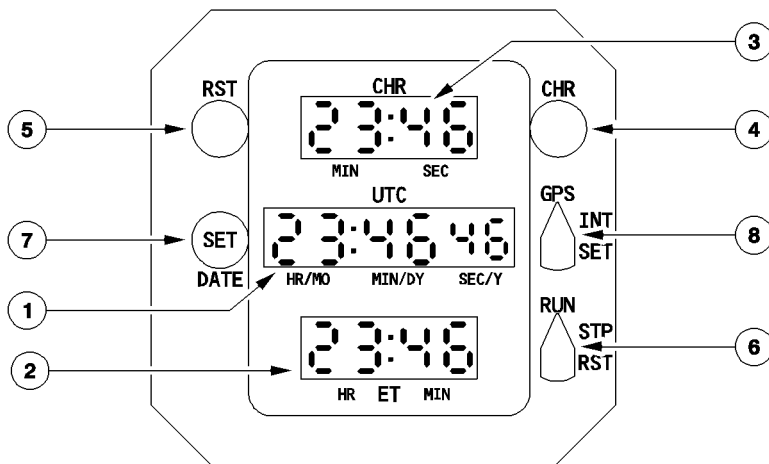 3
CHR
RST
CHR
23:46
5
4
MIN SEC
UTC
GPS
INT
7
SET
23:46 46
8
SET
DATE
HR/MO MIN/DY SEC/Y
1
RUN
STP
23:46
6
2
RST
HR ET MIN